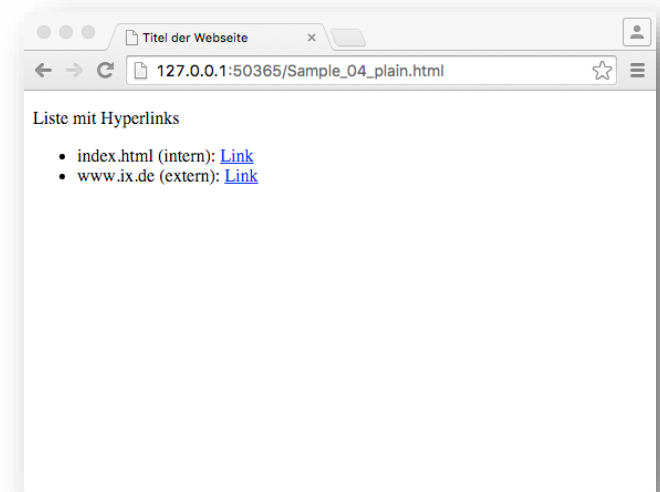 Titel der Webseite
127.0.0.1:50365/Sample_04_plain.html
Liste mit Hyperlinks
index.html (intern): Link
www.ix.de (extern): Link